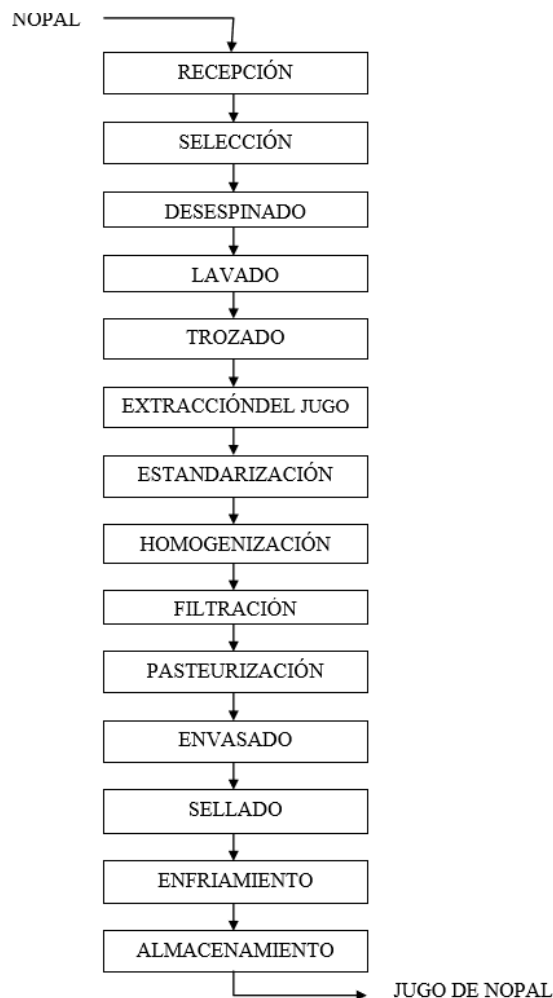 NOPAL
RECEPCIÓN
SELECCIÓN
DESESPINADO
LAVADO
TROZADO
EXTRACCIÓNDEL JUGO
ESTANDARIZACIÓN
HOMOGENIZACIÓN
FILTRACIÓN
PASTEURIZACIÓN
ENVASADO
SELLADO
ENFRIAMIENTO
ALMACENAMIENTO
JUGO DE NOPAL